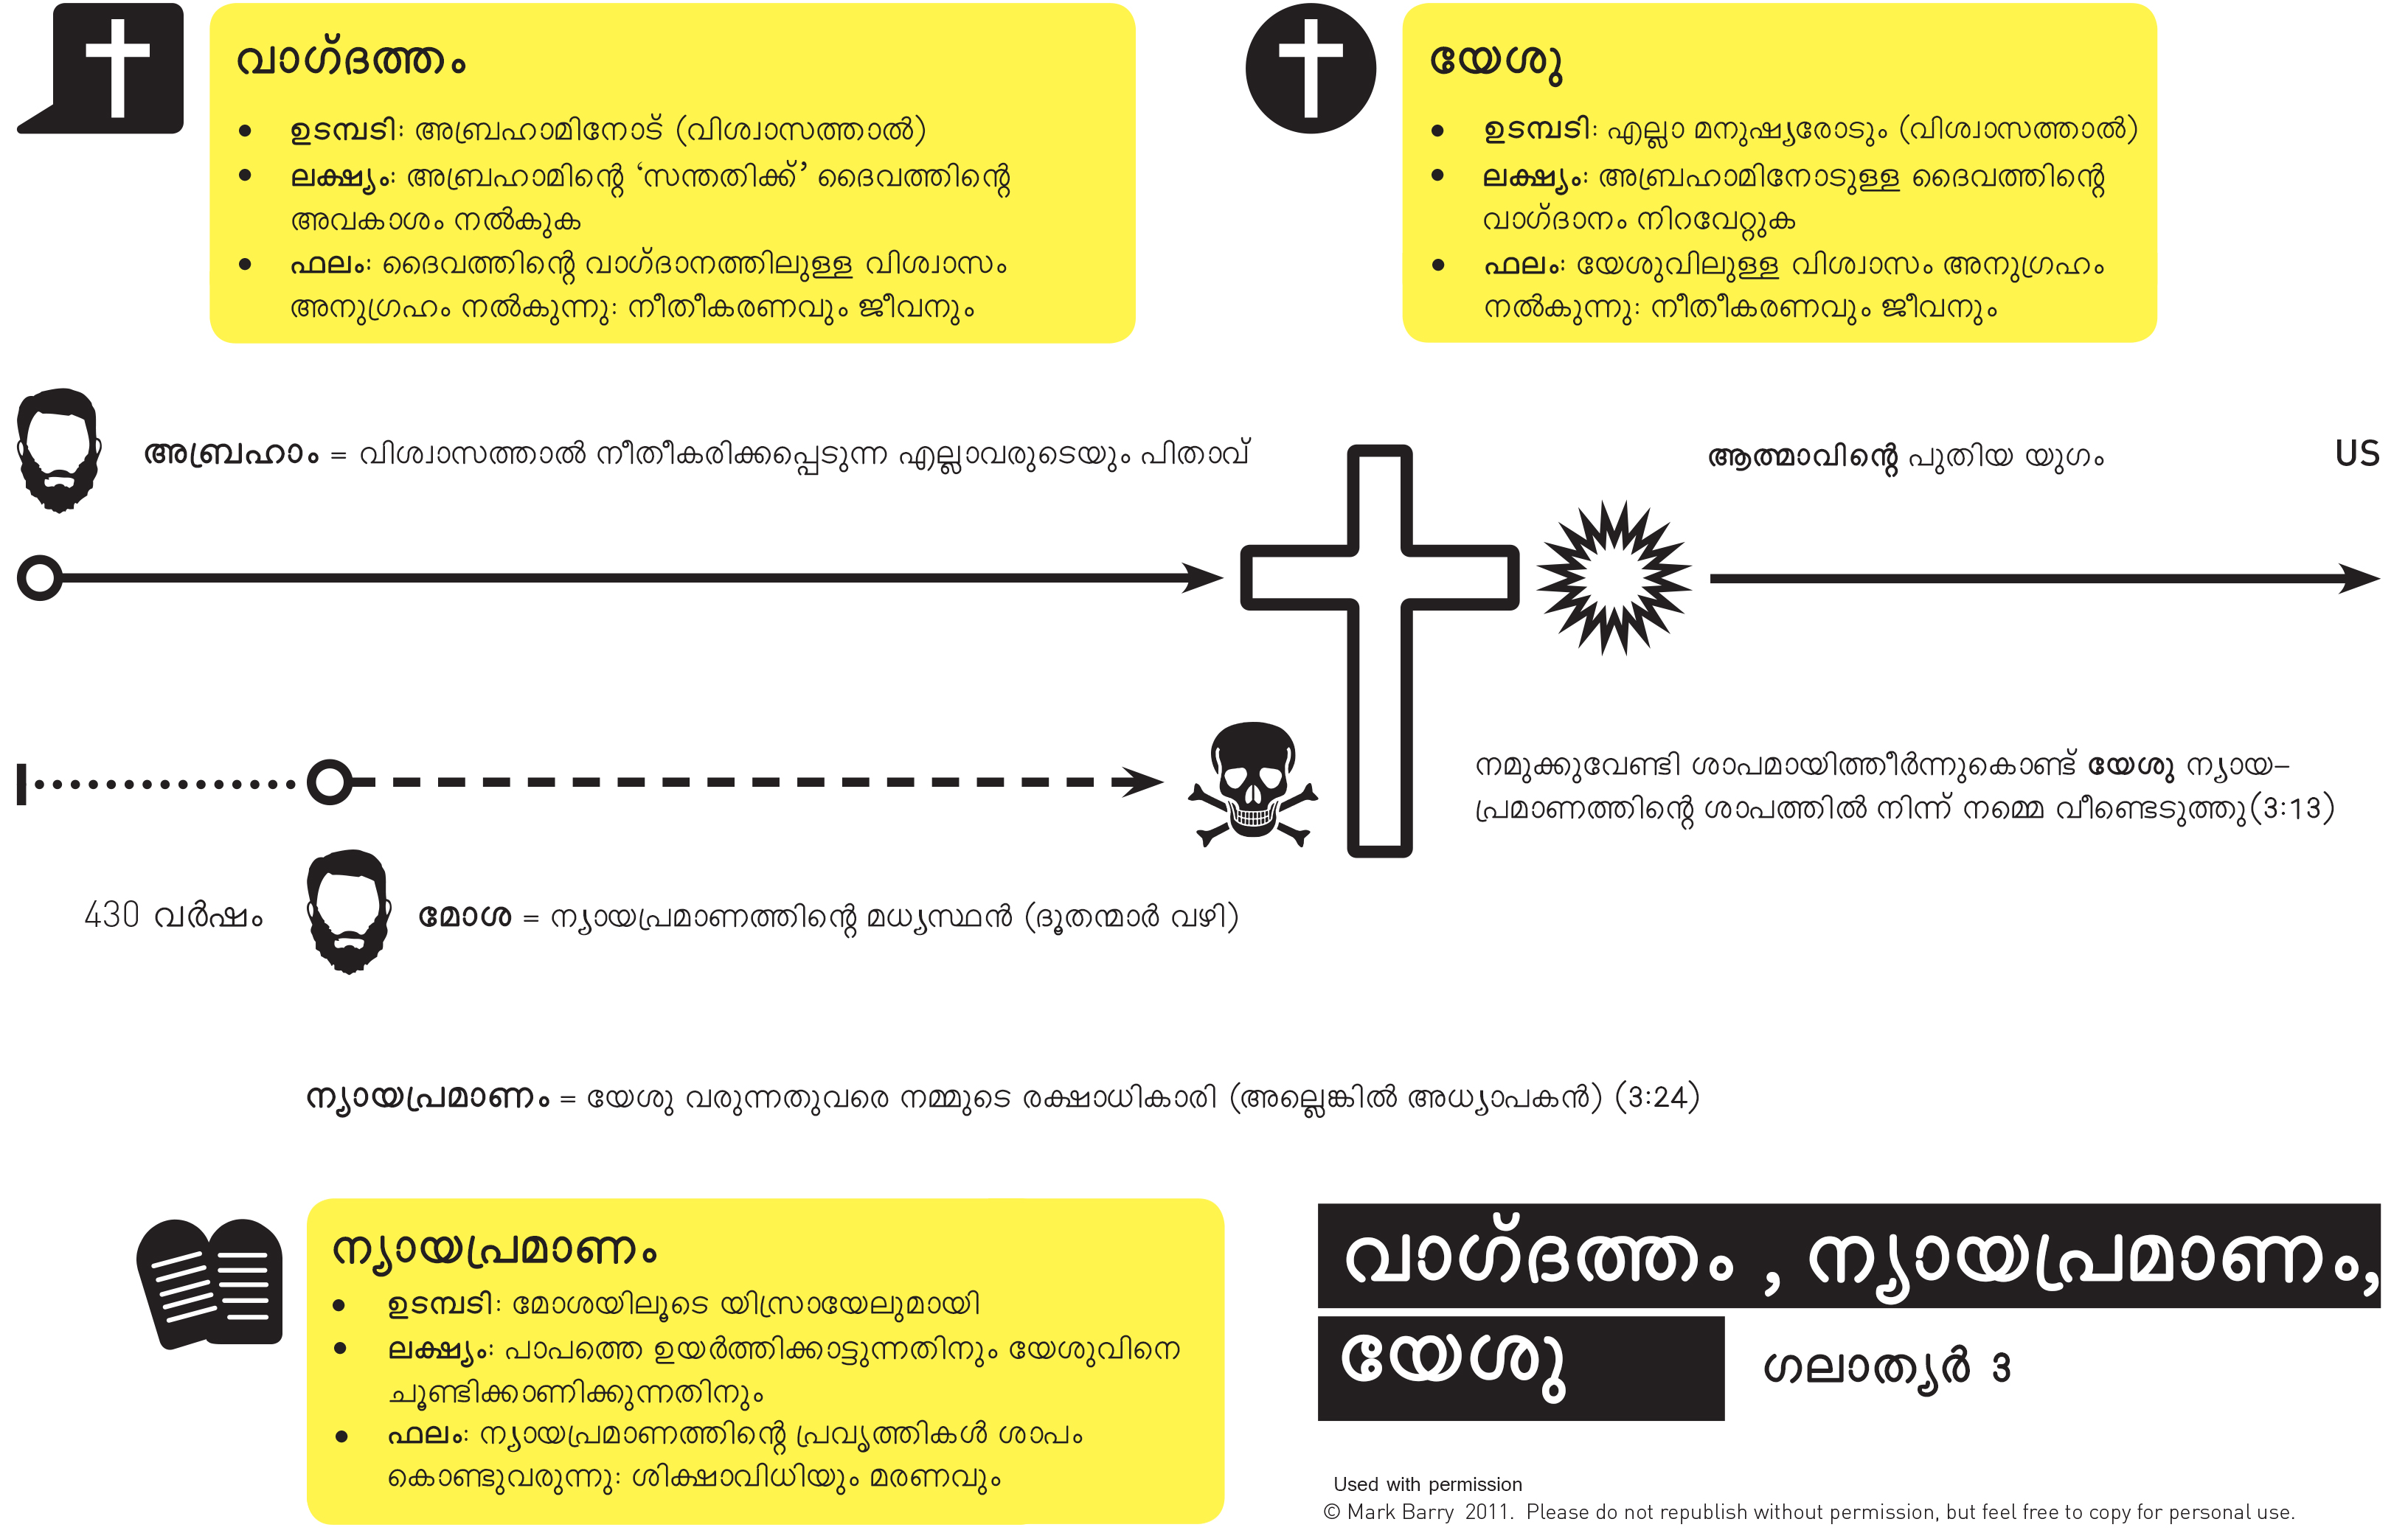 വാഗ്ദത്തം
• ഉടമ്പടി: അബ്രഹാമിനോട് (വിശ്വാസത്താൽ)
• ലക്ഷ്യം: അബ്രഹാമിന്റെ ‘സന്തതിക്ക്’ ദൈവത്തിന്റെ
അവകാശം നൽകുക
• ഫലം: ദൈവത്തിന്റെ വാഗ്ദാനത്തിലുള്ള വിശ്വാസം
അനുഗ്രഹം നൽകുന്നു: നീതീകരണവും ജീവനും
യേശു
• ഉടമ്പടി: എല്ലാ മനുഷ്യരോടും (വിശ്വാസത്താൽ)
• ലക്ഷ്യം: അബ്രഹാമിനോടുള്ള ദൈവത്തിന്റെ
വാഗ്ദാനം നിറവേറ്റുക
• ഫലം: യേശുവിലുള്ള വിശ്വാസം അനുഗ്രഹം
നൽകുന്നു: നീതീകരണവും ജീവനും
അബ്രഹാം = വിശ്വാസത്താൽ നീതീകരിക്കപ്പെടുന്ന എല്ലാവരുടെയും പിതാവ്
ആത്മാവിന്റെ പുതിയ യുഗം
US
നമുക്കുവേണ്ടി ശാപമായിത്തീർന്നുകൊണ്ട് യേശു ന്യായ-
പ്രമാണത്തിന്റെ ശാപത്തിൽ നിന്ന് നമ്മെ വീണ്ടെടുത്തു(3:13)
430 വർഷം
മോശ = ന്യായപ്രമാണത്തിന്റെ മധ്യസ്ഥൻ (ദൂതന്മാർ വഴി)
ന്യായപ്രമാണം = യേശു വരുന്നതുവരെ നമ്മുടെ രക്ഷാധികാരി (അല്ലെങ്കിൽ അധ്യാപകൻ) (3:24)
ന്യായപ്രമാണം
• ഉടമ്പടി: മോശയിലൂടെ യിസ്രായേലുമായി
• ലക്ഷ്യം: പാപത്തെ ഉയർത്തിക്കാട്ടുന്നതിനും യേശുവിനെ
ചൂണ്ടിക്കാണിക്കുന്നതിനും
• ഫലം: ന്യായപ്രമാണത്തിന്റെ പ്രവൃത്തികൾ ശാപം
കൊണ്ടുവരുന്നു: ശിക്ഷാവിധിയും മരണവും
വാഗ്ദത്തം , ന്യായപ്രമാണം,
യേശു
ഗലാത്യർ 3
Used with permission
© Mark Barry 2011. Please do not republish without permission, but feel free to copy for personal use.